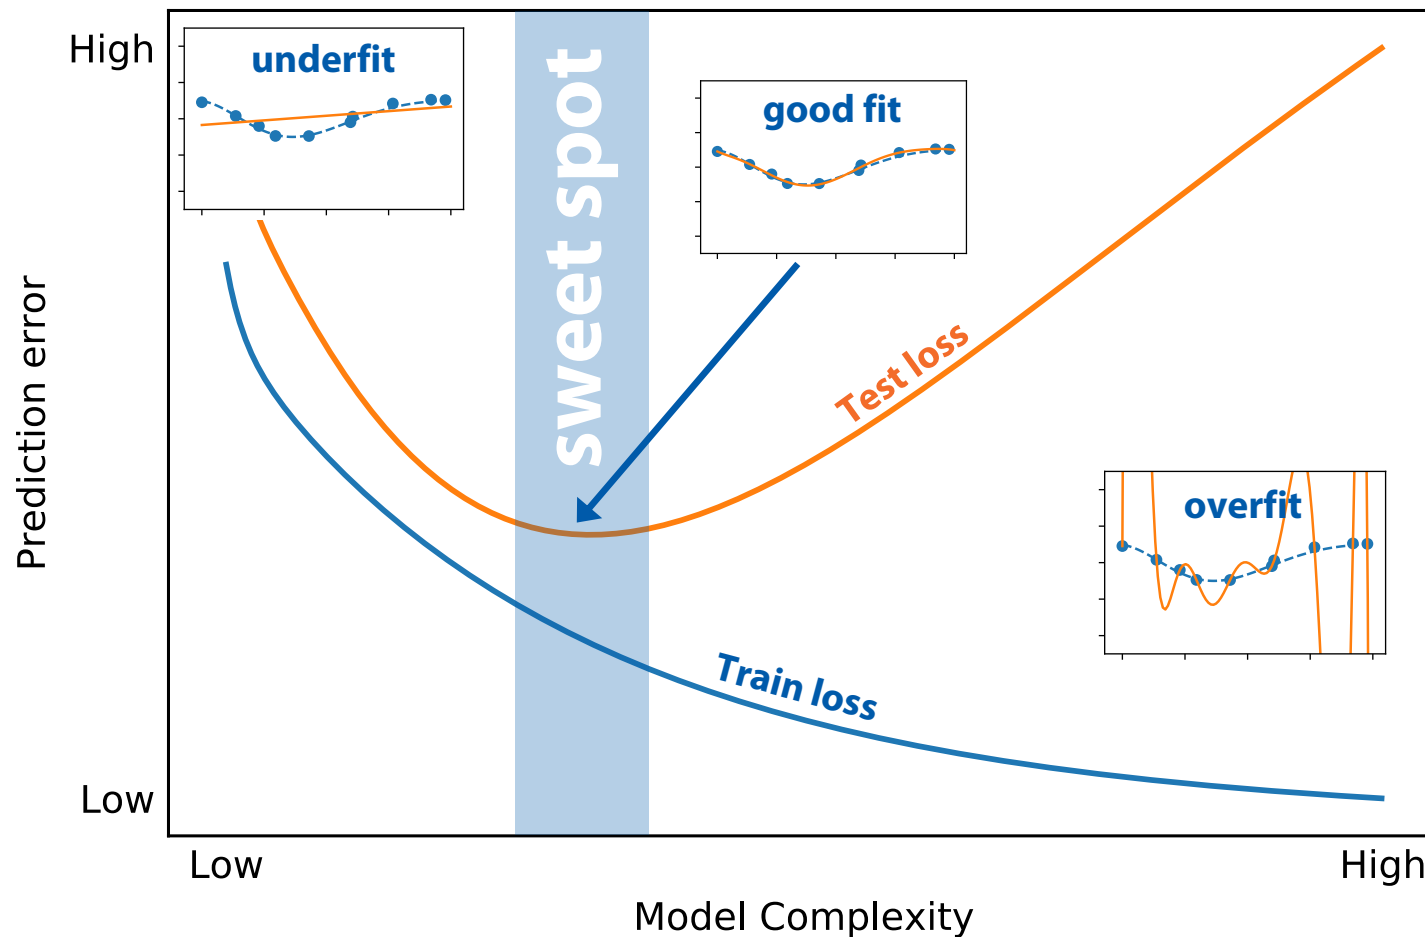 High
underfit
sweet spot
good fit
Test loss
Prediction error
overfit
Train loss
Low
Low
High
Model Complexity